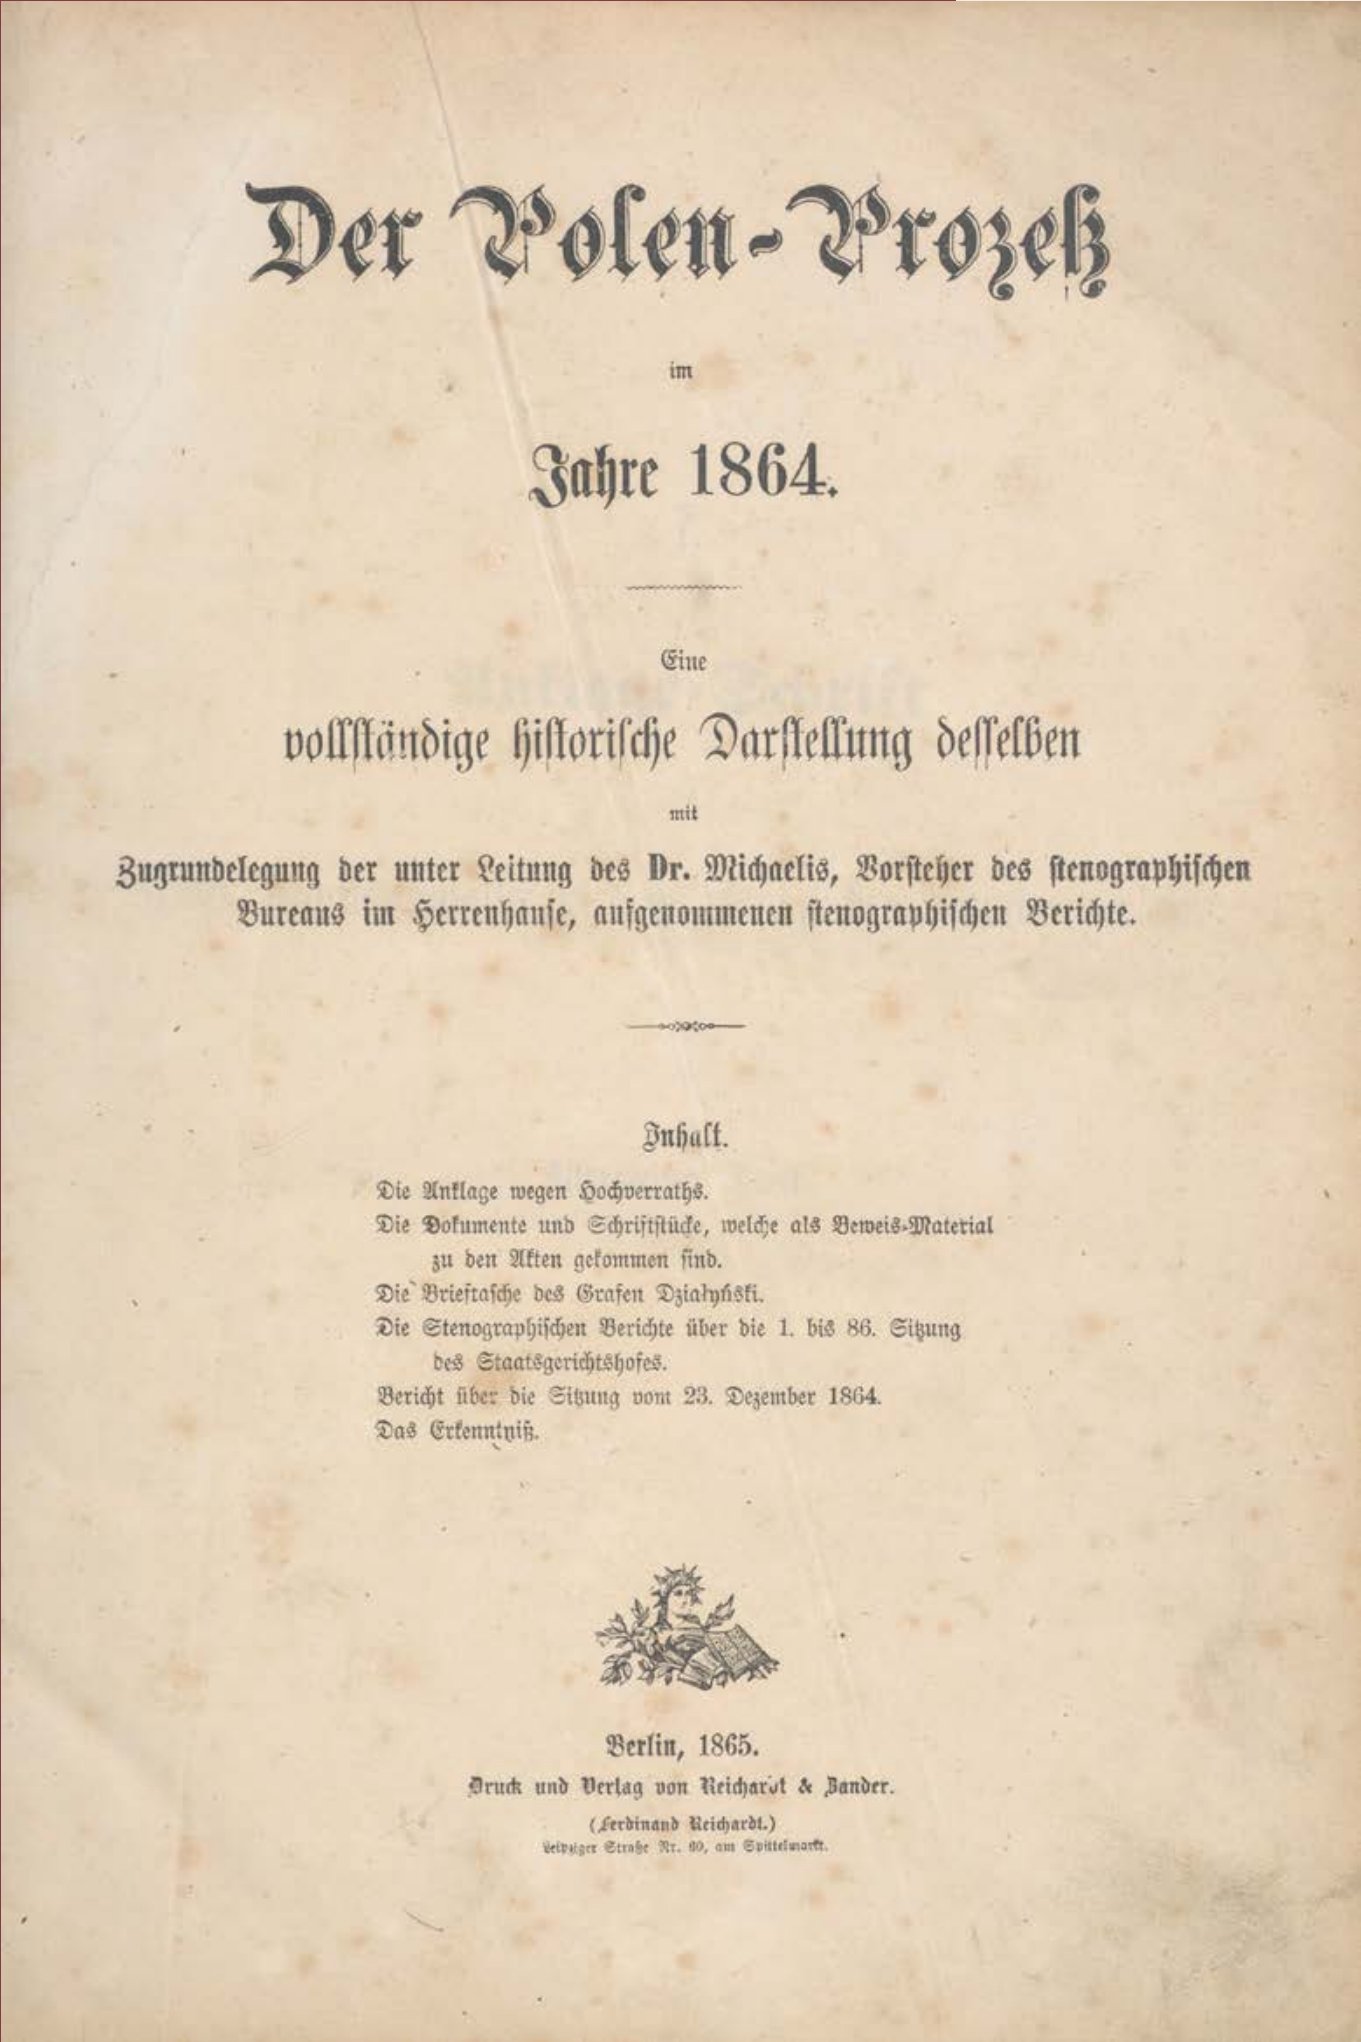 Der Polen-Prozeß
im
Jahre 1864.
Eine
vollständige historische Darstellung desselben
mit
Zugrundelegung der unter Leitung des Dr. Michaelis, Vorsteher des stenographischen
Bureaus im Herrenhause, aufgenommenen stenographischen Berichte.
Inhalt.
Die Anklage wegen Hochverraths.
Die Dokumente und Schriftstücke, welche als Beweis-Material
zu den Akten gekommen sind.
Die Brieftasche des Grafen Działyński.
Die Stenographischen Berichte über die 1. bis 86. Sitzung
des Staatsgerichtshofes.
Bericht über die Sitzung vom 23. Dezember 1864.
Das Erkenntniß.
Berlin, 1865.
Druck und Verlag von Reichardt & Zander.
(Ferdinand Reichardt.)
Leipziger Straße Nr. 60, am Spittelmarkt.